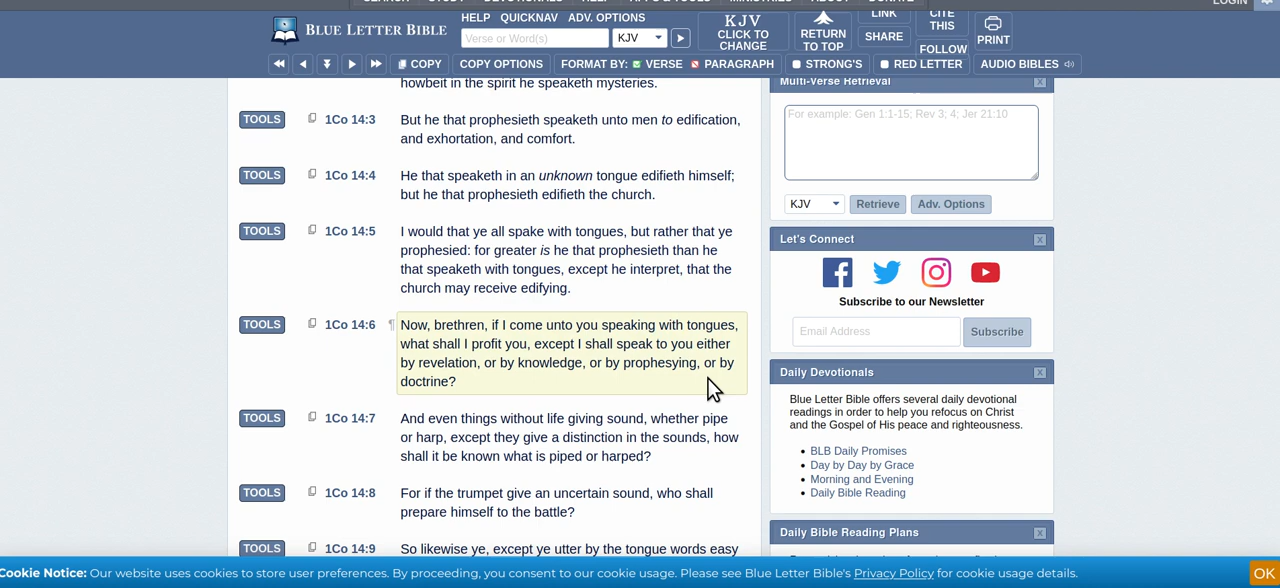 LOGIN
HELP QUICKNAV ADV. OPTIONS
BLUE LETTER BIBLE
Verse or Word(s)
KJV
KJV
CLICK TO
CHANGE
RETURN
TO TOP
LINK
SHARE
CITE
THIS
FOLLOW
PRINT
COPY COPY OPTIONS FORMAT BY: VERSE PARAGRAPH STRONG'S RED LETTER AUDIO BIBLES
howbeit in the spirit he speaketh mysteries.
TOOLS 1Co 14:3 But he that prophesieth speaketh unto men to edification,
and exhortation, and comfort.
TOOLS 1Co 14:4 He that speaketh in an unknown tongue edifieth himself;
but he that prophesieth edifieth the church.
TOOLS 1Co 14:5 I would that ye all spake with tongues, but rather that ye
prophesied: for greater is he that prophesieth than he
that speaketh with tongues, except he interpret, that the
church may receive edifying.
TOOLS 1Co 14:6 ¶ Now, brethren, if I come unto you speaking with tongues,
what shall I profit you, except I shall speak to you either
by revelation, or by knowledge, or by prophesying, or by
doctrine?
TOOLS 1Co 14:7 And even things without life giving sound, whether pipe
or harp, except they give a distinction in the sounds, how
shall it be known what is piped or harped?
TOOLS 1Co 14:8 For if the trumpet give an uncertain sound, who shall
prepare himself to the battle?
TOOLS 1Co 14:9 So likewise ye, except ye utter by the tongue words easy
Multi-Verse Retrieval X
For example: Gen 1:1-15; Rev 3; 4; Jer 21:10
KJV Retrieve Adv. Options
Let's Connect X
Subscribe to our Newsletter
Email Address Subscribe
Daily Devotionals X
Blue Letter Bible offers several daily devotional
readings in order to help you refocus on Christ
and the Gospel of His peace and righteousness.
• BLB Daily Promises
• Day by Day by Grace
• Morning and Evening
• Daily Bible Reading
Daily Bible Reading Plans X
Cookie Notice: Our website uses cookies to store user preferences. By proceeding, you consent to our cookie usage. Please see Blue Letter Bible's Privacy Policy for cookie usage details. OK